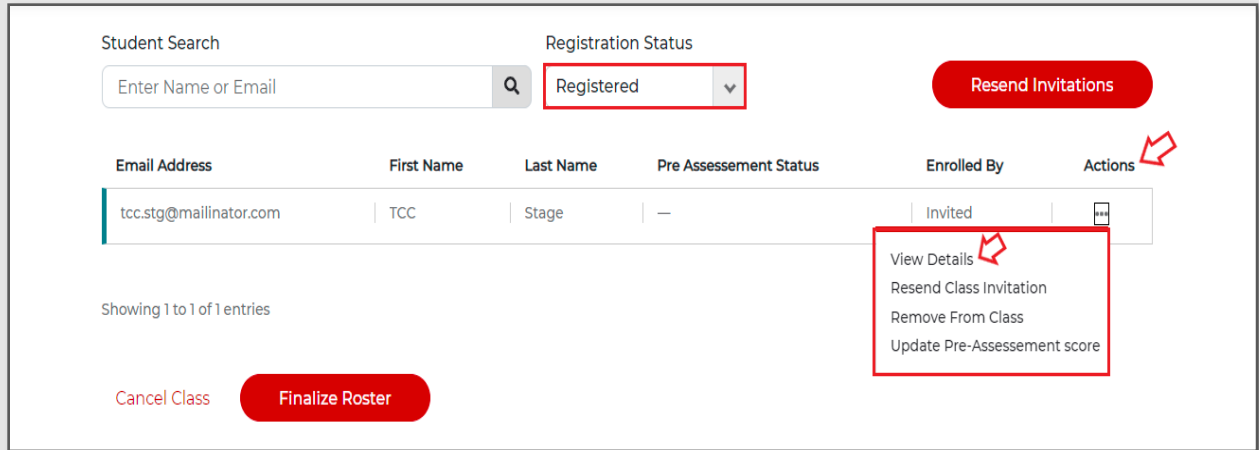 Student Search
Registration Status
Enter Name or Email
Registered
Resend Invitations
Email Address First Name Last Name Pre Assessement Status Enrolled By Actions
tcc.stg@mailinator.com TCC Stage — Invited
View Details
Resend Class Invitation
Remove From Class
Update Pre-Assessement score
Showing 1 to 1 of 1 entries
Cancel Class
Finalize Roster